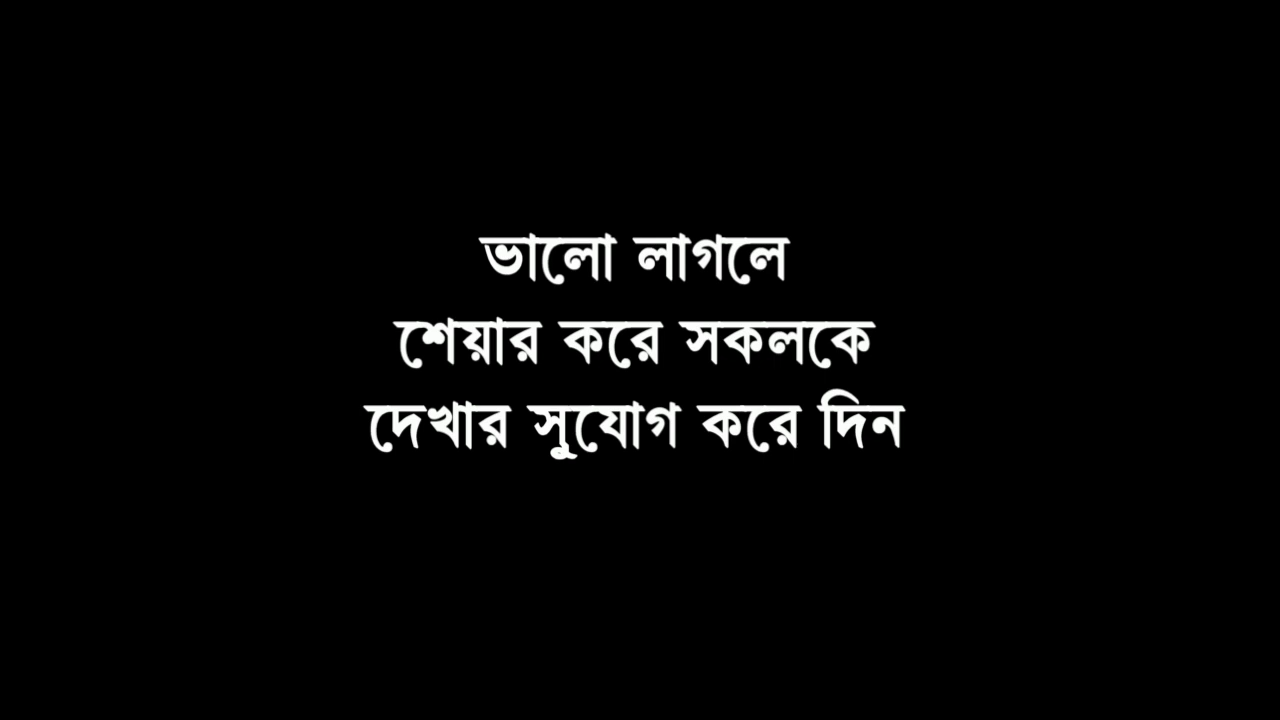 ভালো লাগলে
শেয়ার করে সকলকে
দেখার সুযোগ করে দিন